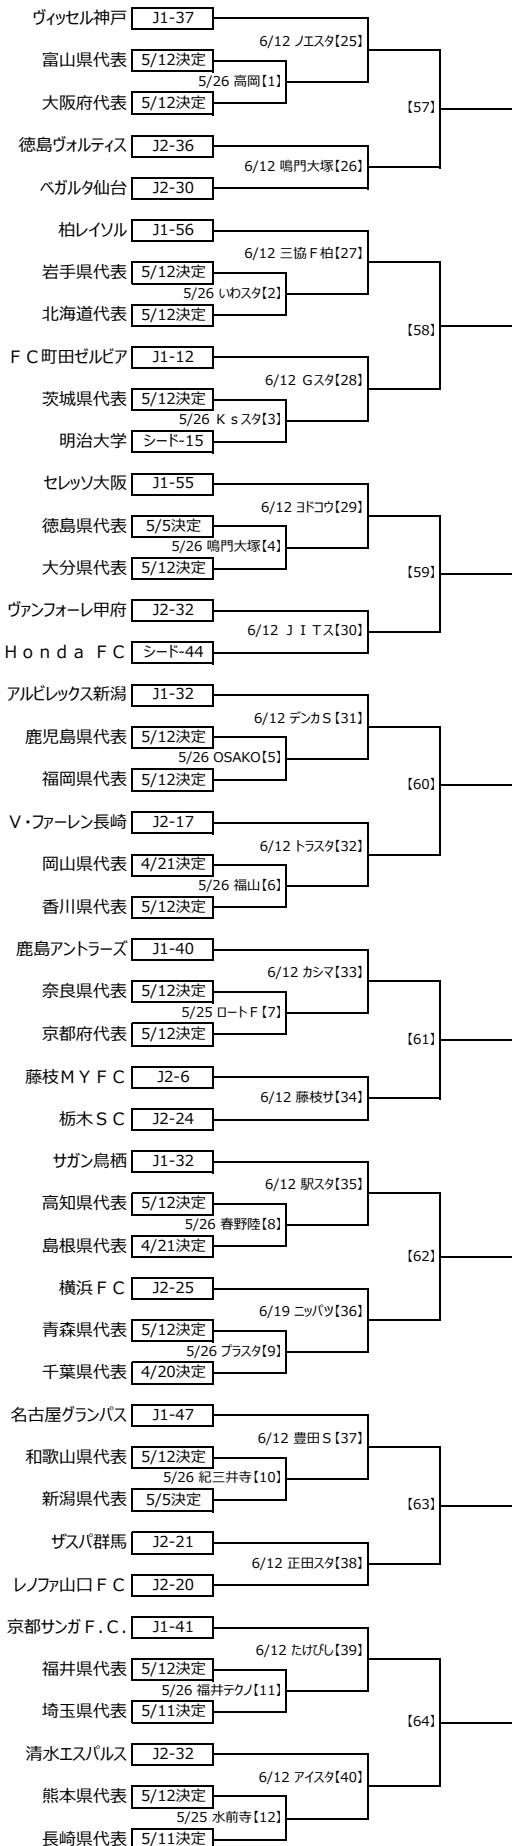 ヴィッセル神戸 J1-37
6/12 ノエスタ【25】
富山県代表 5/12決定
5/26 高岡【1】
大阪府代表 5/12決定
【57】
徳島ヴォルティス J2-36
6/12 鳴門大塚【26】
ベガルタ仙台 J2-30
柏レイソル J1-56
6/12 三協Ｆ柏【27】
岩手県代表 5/12決定
5/26 いわスタ【2】
北海道代表 5/12決定
【58】
ＦＣ町田ゼルビア J1-12
6/12 Ｇスタ【28】
茨城県代表 5/12決定
5/26 Ｋｓスタ【3】
明治大学 シード-15
セレッソ大阪 J1-55
6/12 ヨドコウ【29】
徳島県代表 5/5決定
5/26 鳴門大塚【4】
大分県代表 5/12決定
【59】
ヴァンフォーレ甲府 J2-32
6/12 ＪＩＴス【30】
Ｈｏｎｄａ ＦＣ シード-44
アルビレックス新潟 J1-32
6/12 デンカＳ【31】
鹿児島県代表 5/12決定
5/26 OSAKO【5】
福岡県代表 5/12決定
【60】
Ｖ・ファーレン長崎 J2-17
6/12 トラスタ【32】
岡山県代表 4/21決定
5/26 福山【6】
香川県代表 5/12決定
鹿島アントラーズ J1-40
6/12 カシマ【33】
奈良県代表 5/12決定
5/25 ロートＦ【7】
京都府代表 5/12決定
【61】
藤枝ＭＹＦＣ J2-6
6/12 藤枝サ【34】
栃木ＳＣ J2-24
サガン鳥栖 J1-32
6/12 駅スタ【35】
高知県代表 5/12決定
5/26 春野陸【8】
島根県代表 4/21決定
【62】
横浜ＦＣ J2-25
6/19 ニッパツ【36】
青森県代表 5/12決定
5/26 プラスタ【9】
千葉県代表 4/20決定
名古屋グランパス J1-47
6/12 豊田Ｓ【37】
和歌山県代表 5/12決定
5/26 紀三井寺【10】
新潟県代表 5/5決定
【63】
ザスパ群馬 J2-21
6/12 正田スタ【38】
レノファ山口ＦＣ J2-20
京都サンガＦ.Ｃ. J1-41
6/12 たけびし【39】
福井県代表 5/12決定
5/26 福井テクノ【11】
埼玉県代表 5/11決定
【64】
清水エスパルス J2-32
6/12 アイスタ【40】
熊本県代表 5/12決定
5/25 水前寺【12】
長崎県代表 5/11決定